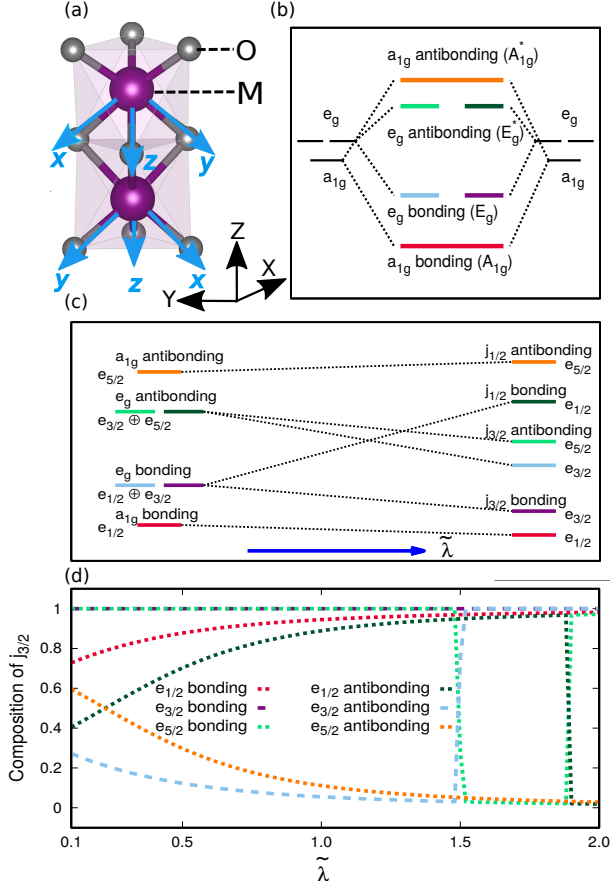 (a)
O
M
x
z
y
y
z
x
Z
X
Y
(b)
a1g antibonding (A*1g)
eg
eg
eg antibonding (E*g)
a1g
a1g
eg bonding (Eg)
a1g bonding (A1g)
(c)
a1g antibonding
e5/2
eg antibonding
e3/2 ⊕ e5/2
eg bonding
e1/2 ⊕ e3/2
a1g bonding
e1/2
j1/2 antibonding
e5/2
j1/2 bonding
e1/2
j3/2 antibonding
e5/2
e3/2
j3/2 bonding
e3/2
e1/2
λ̃
(d)
Composition of j3/2
1
0.8
0.6
0.4
0.2
0
e1/2 bonding
e3/2 bonding
e5/2 bonding
e1/2 antibonding
e3/2 antibonding
e5/2 antibonding
0.1 0.5 1.0 1.5 2.0
λ̃